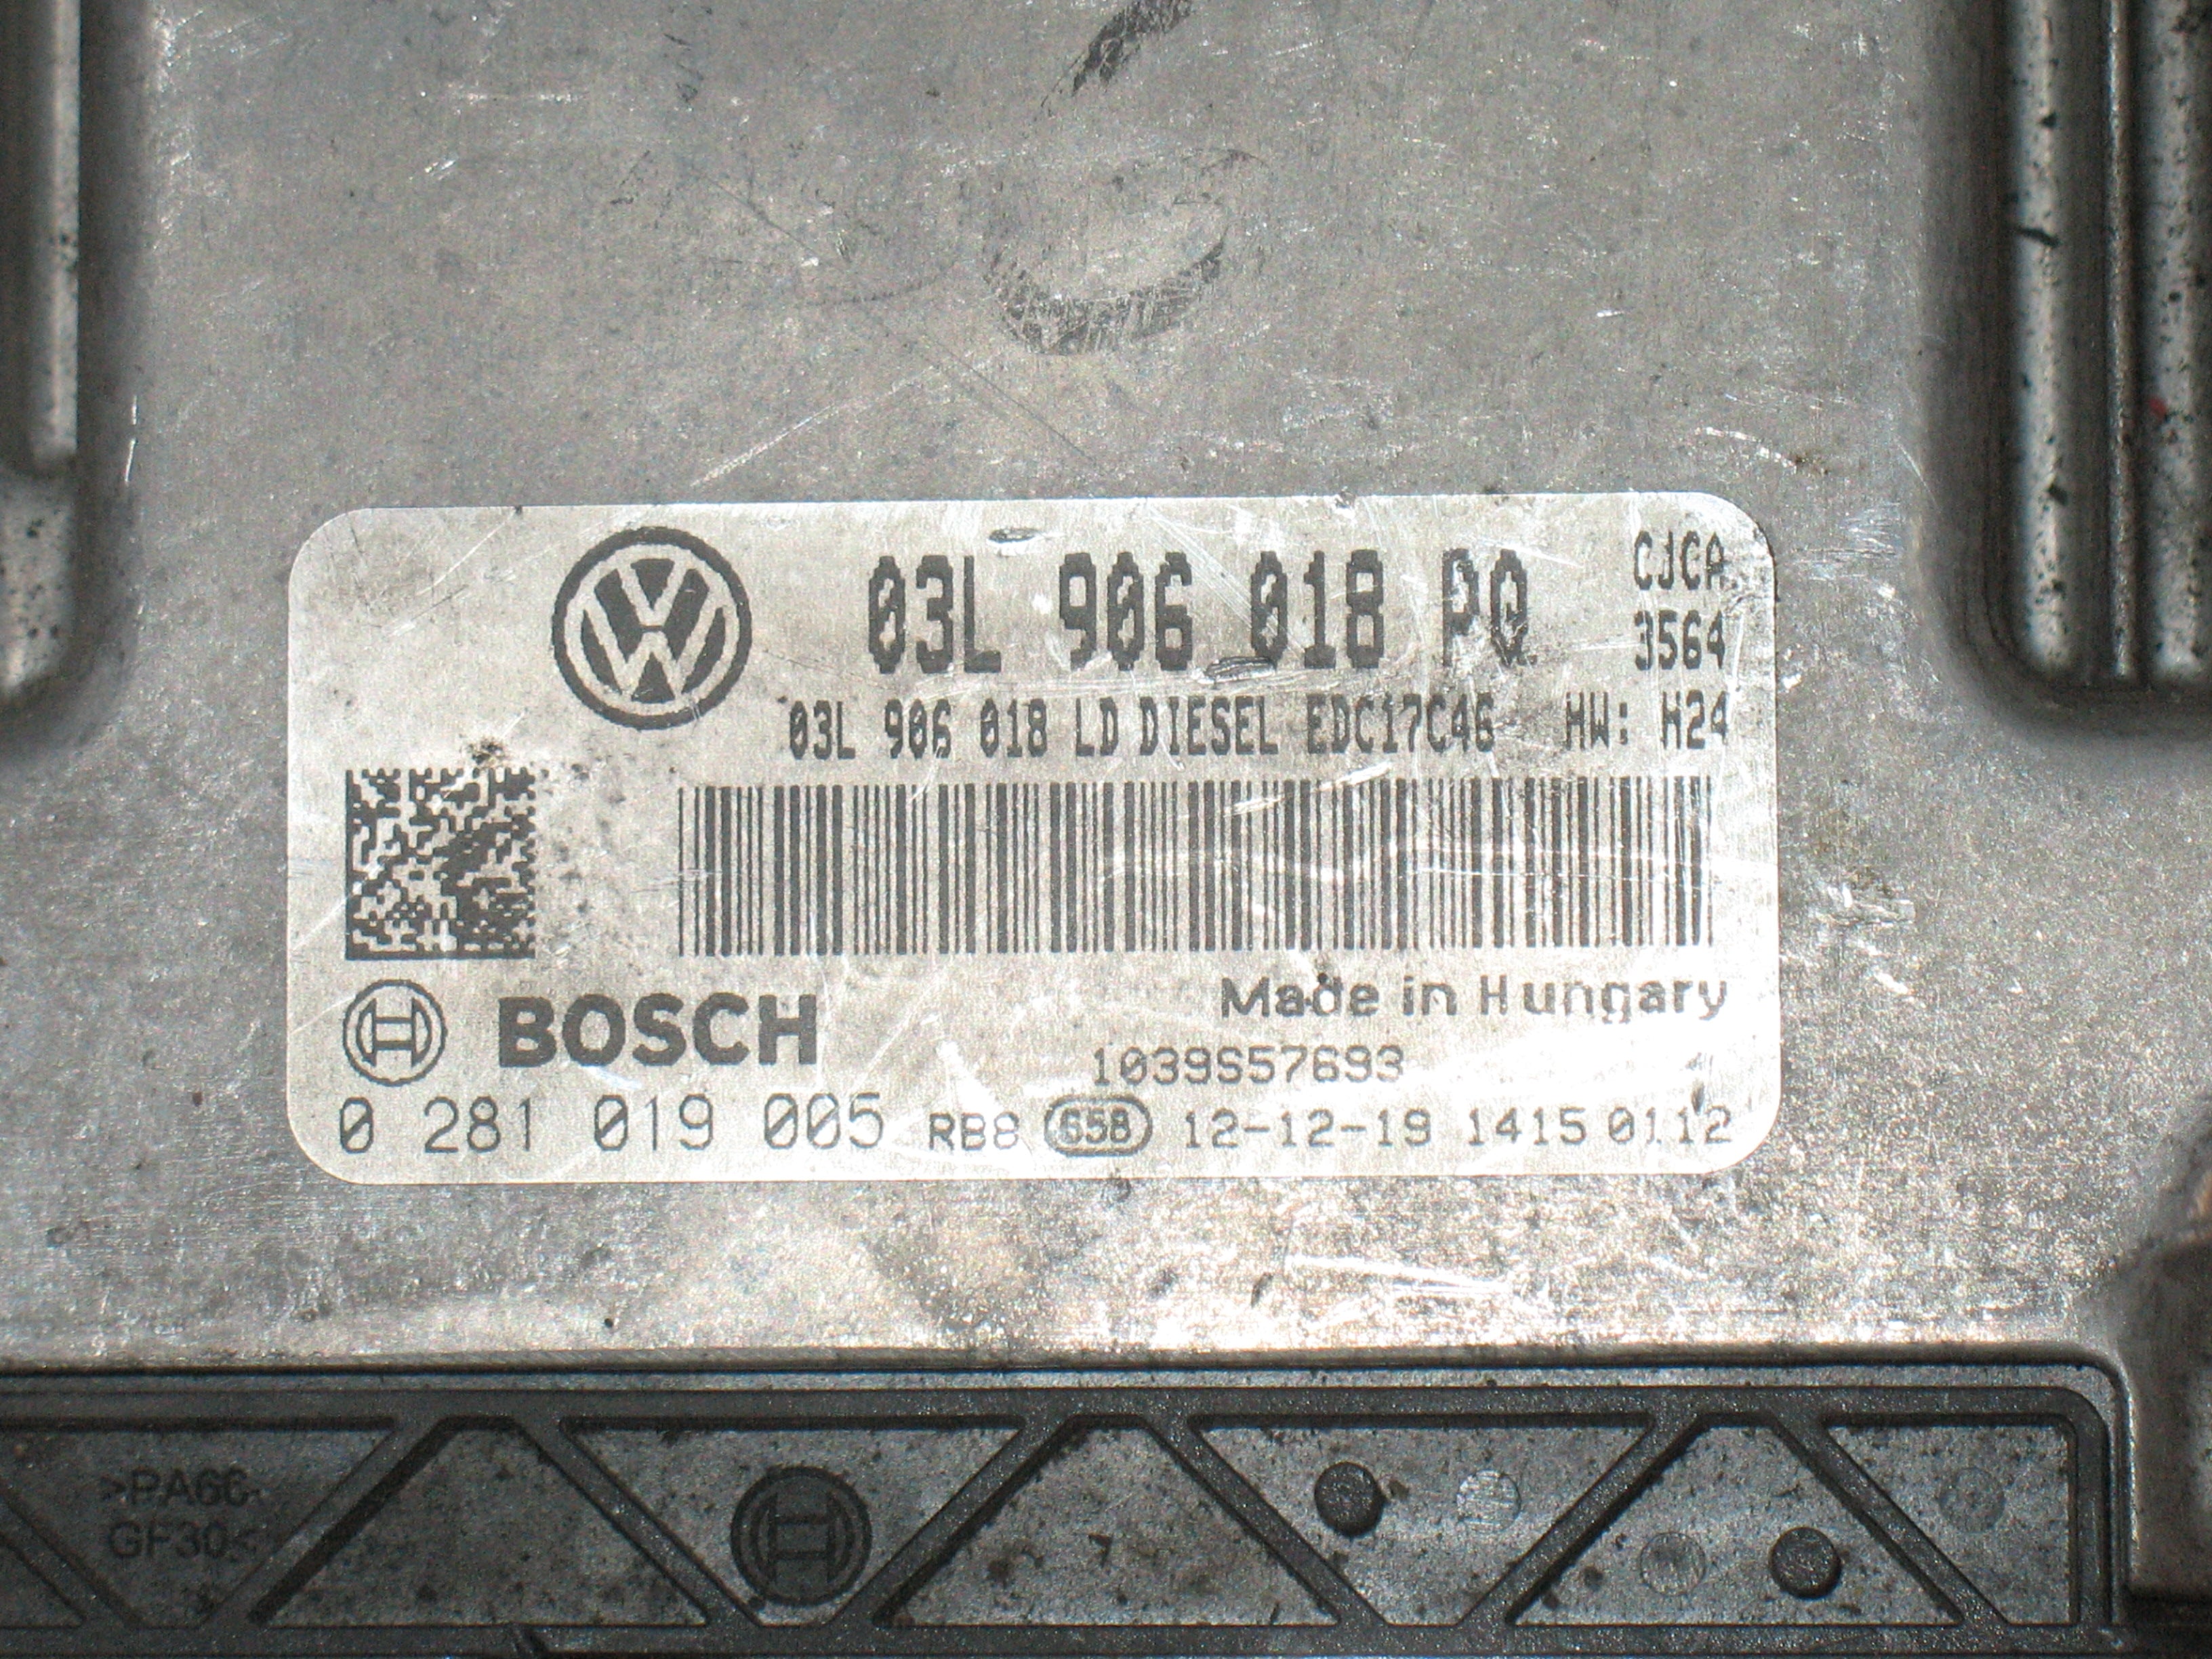 03L 906 018 PQ
CJCA
3564
03L 906 018 LD DIESEL EDC17C46 HW: H24
Made in Hungary
BOSCH
1039S57693
0 281 019 005 RB8 658 12-12-19 1415 0112
>PA66-
GF30<